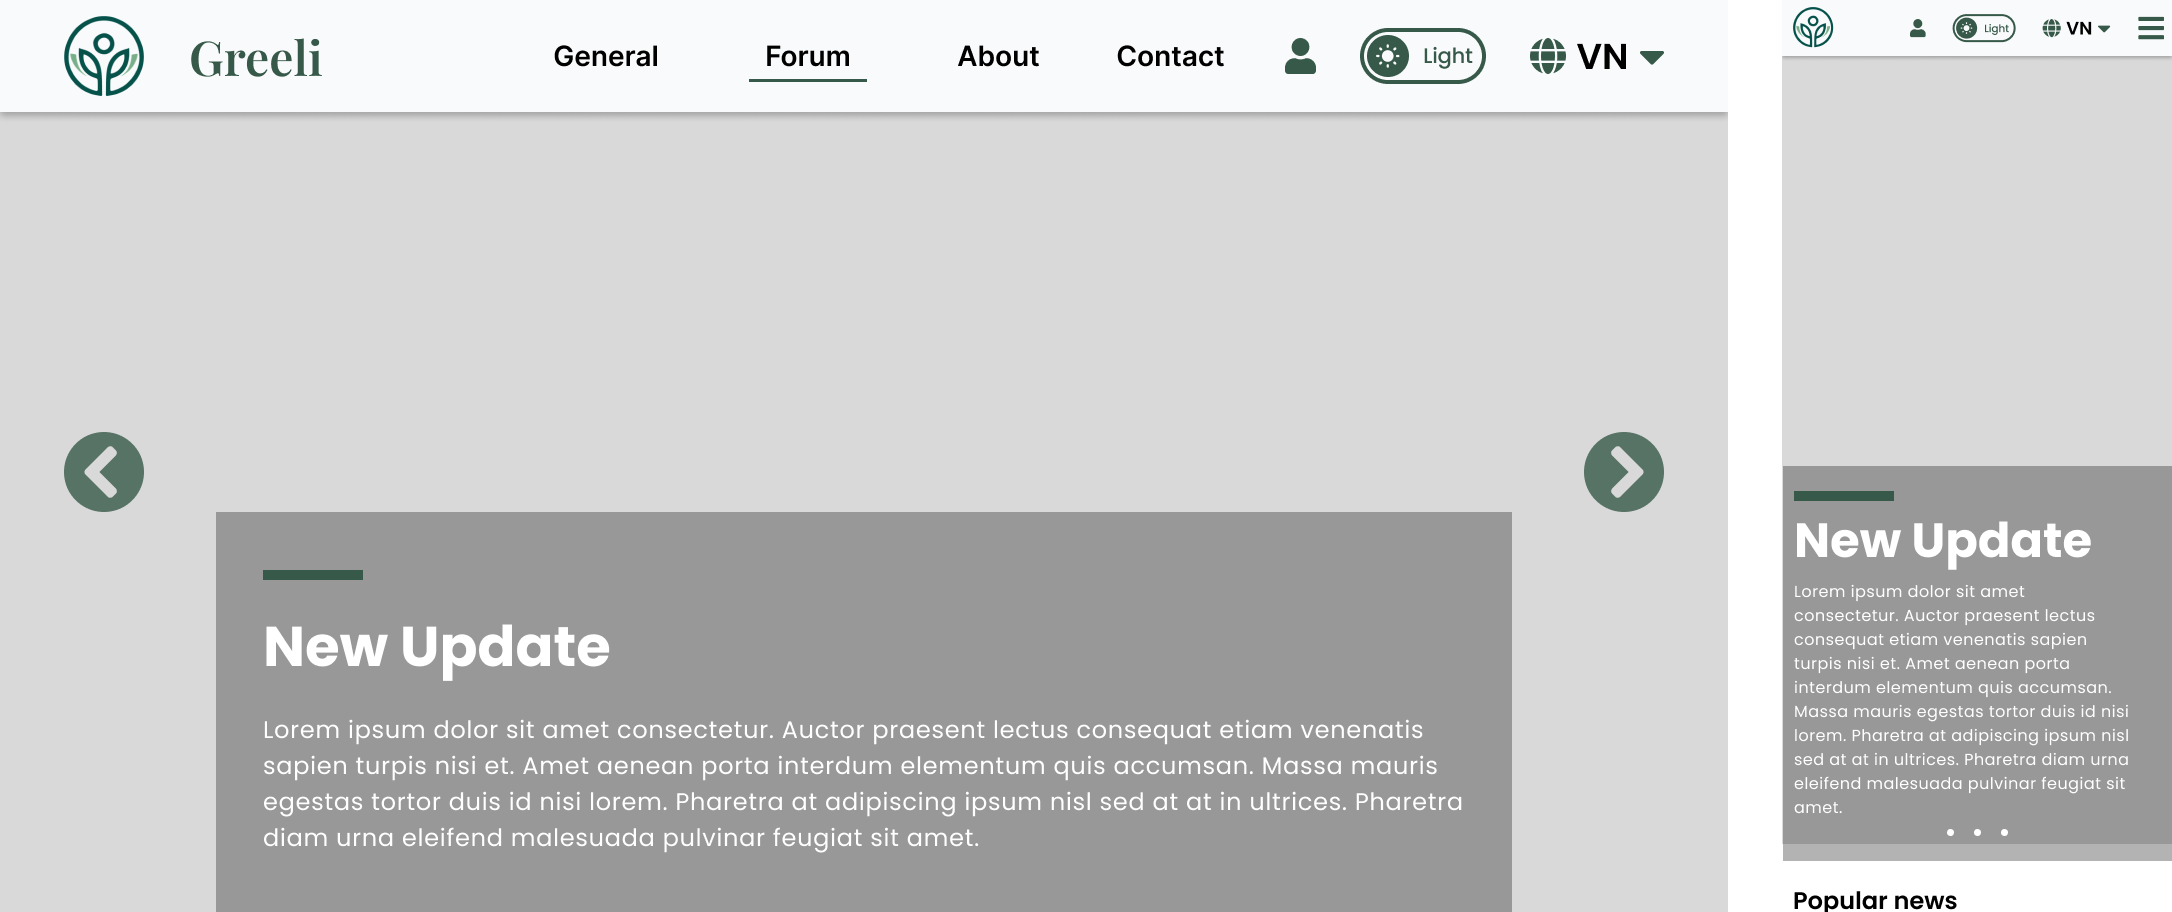 Greeli
General
Forum
About
Contact
Light
VN
New Update
Lorem ipsum dolor sit amet consectetur. Auctor praesent lectus consequat etiam venenatis
sapien turpis nisi et. Amet aenean porta interdum elementum quis accumsan. Massa mauris
egestas tortor duis id nisi lorem. Pharetra at adipiscing ipsum nisl sed at at in ultrices. Pharetra
diam urna eleifend malesuada pulvinar feugiat sit amet.
Light
VN
New Update
Lorem ipsum dolor sit amet
consectetur. Auctor praesent lectus
consequat etiam venenatis sapien
turpis nisi et. Amet aenean porta
interdum elementum quis accumsan.
Massa mauris egestas tortor duis id nisi
lorem. Pharetra at adipiscing ipsum nisl
sed at at in ultrices. Pharetra diam urna
eleifend malesuada pulvinar feugiat sit
amet.
Popular news